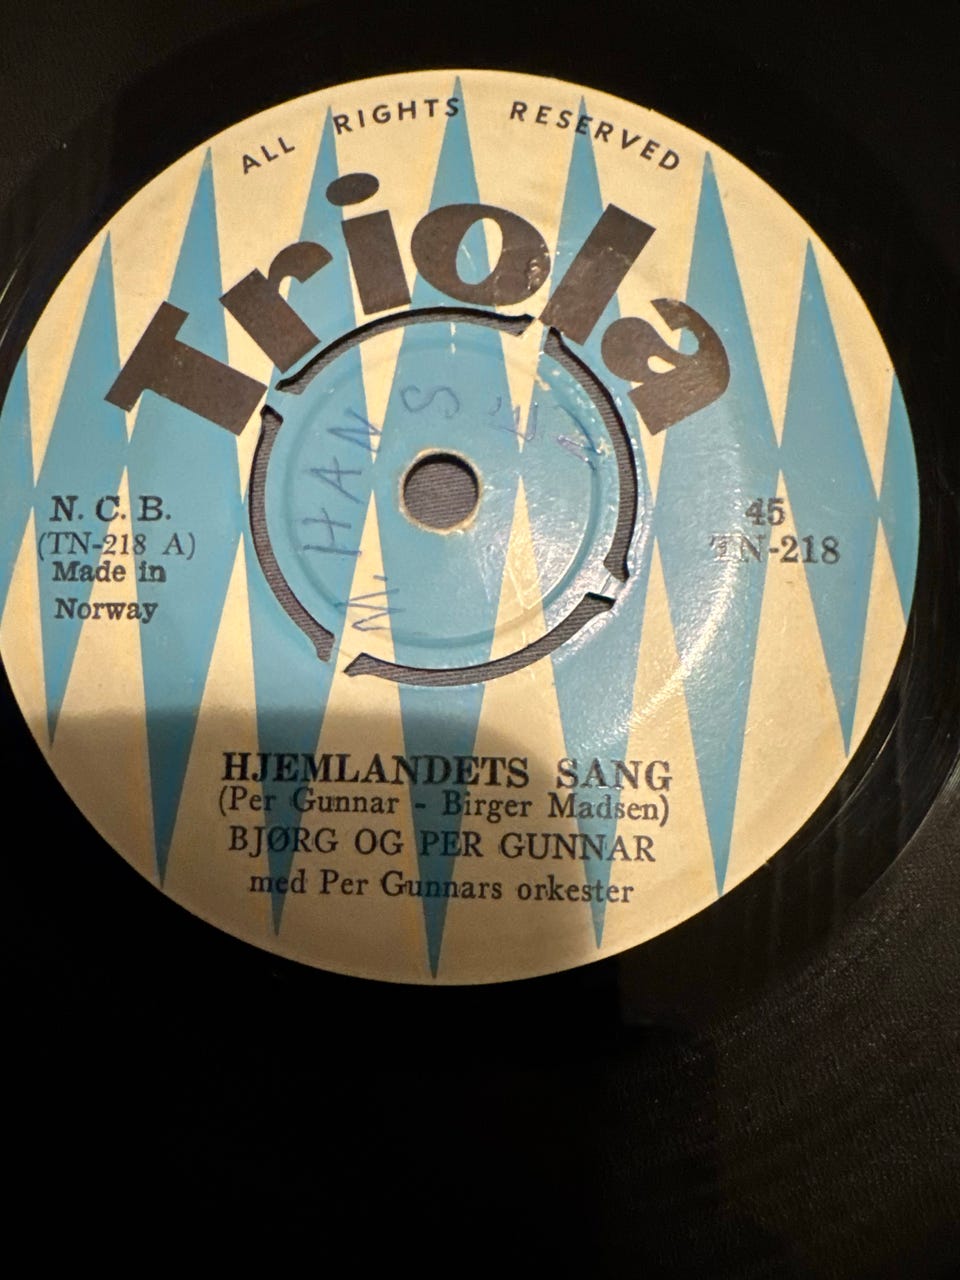 ALL RIGHTS RESERVED
Triola
M. HANSEN
N. C. B.
(TN-218 A)
Made in
Norway
45
TN-218
HJEMLANDETS SANG
(Per Gunnar - Birger Madsen)
BJØRG OG PER GUNNAR
med Per Gunnars orkester